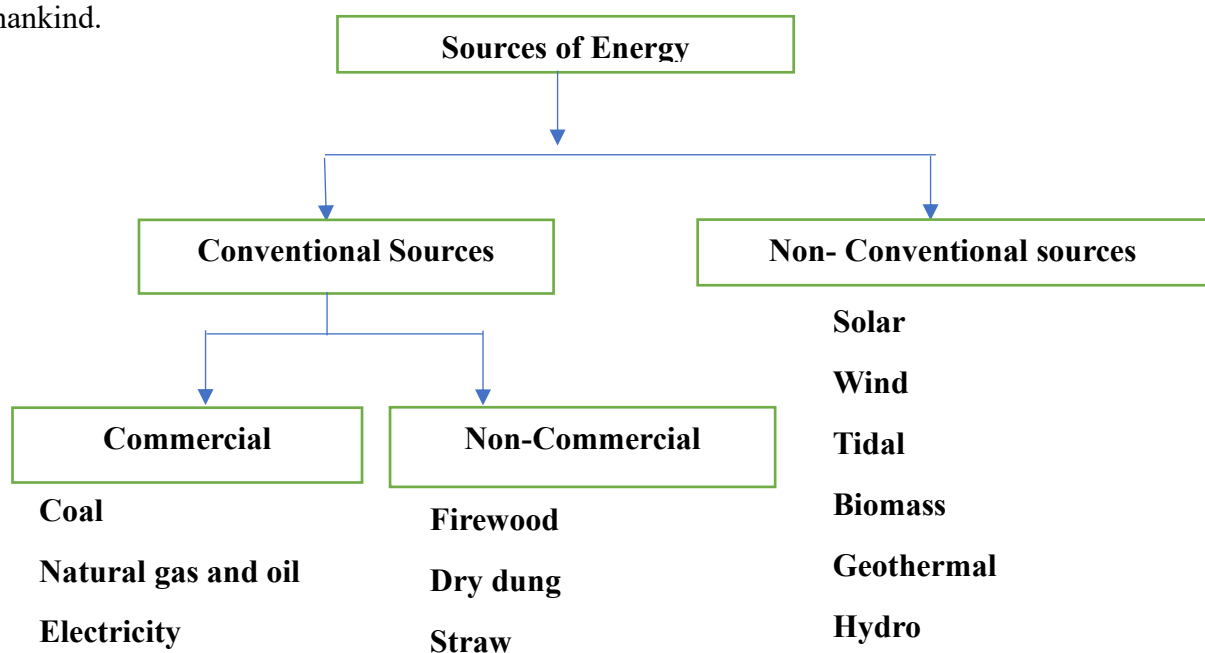 nankind.
Sources of Energy
Conventional Sources
Non- Conventional sources
Commercial
Non-Commercial
Coal
Natural gas and oil
Electricity
Firewood
Dry dung
Straw
Solar
Wind
Tidal
Biomass
Geothermal
Hydro